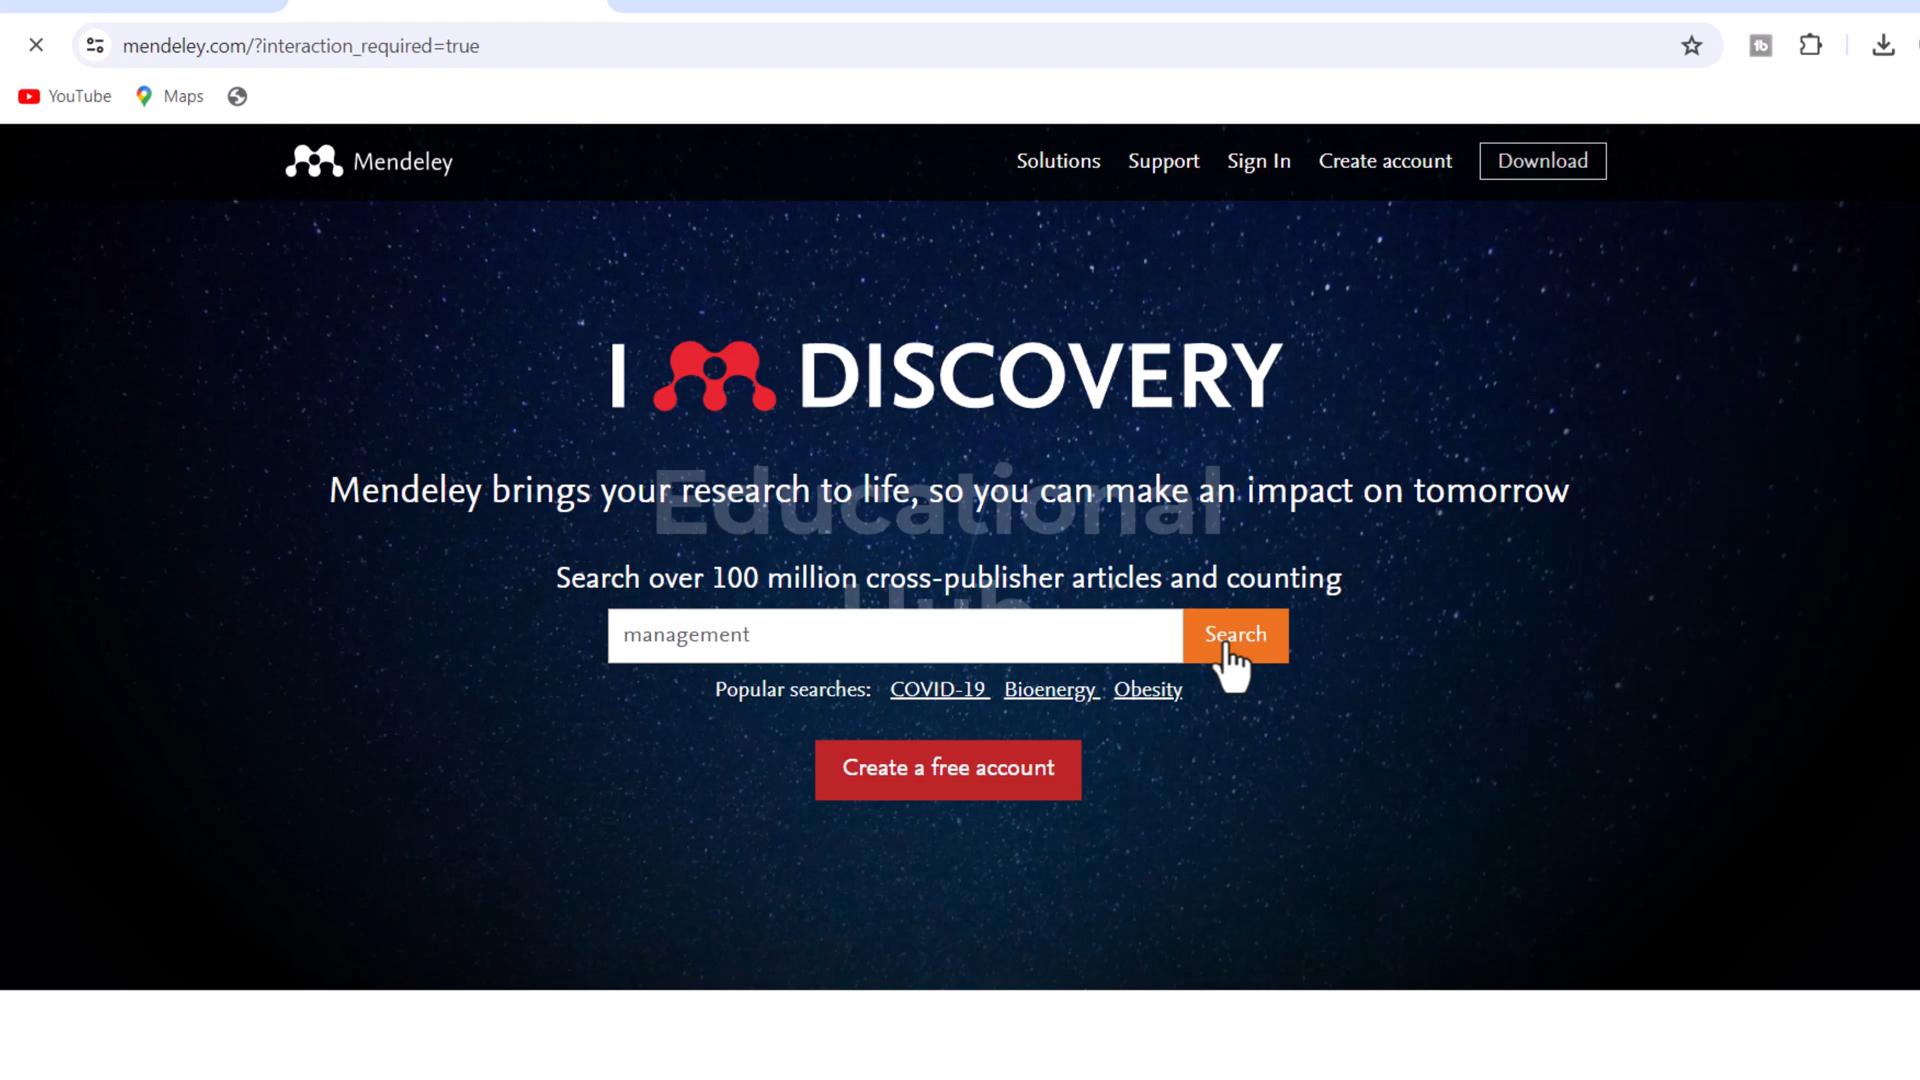 mendeley.com/?interaction_required=true
YouTube Maps
Mendeley
Solutions Support Sign In Create account Download
I DISCOVERY
Mendeley brings your research to life, so you can make an impact on tomorrow
Educational
Search over 100 million cross-publisher articles and counting
Hub
management Search
Popular searches: COVID-19 Bioenergy Obesity
Create a free account